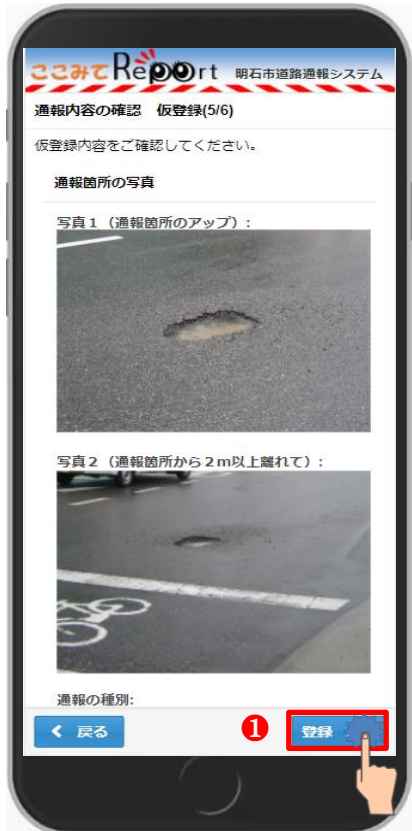 ここみてRepOrt 明石市道路通報システム
通報内容の確認 仮登録(5/6)
仮登録内容をご確認してください。
通報箇所の写真
写真1（通報箇所のアップ）:
写真2（通報箇所から2m以上離れて）:
通報の種別:
戻る
❶
登録